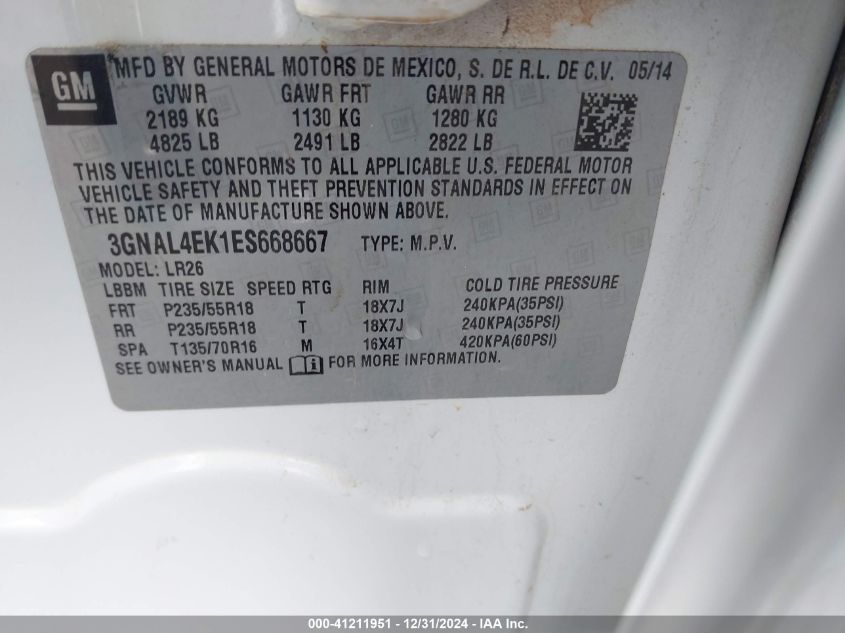 GM MFD BY GENERAL MOTORS DE MEXICO, S. DE R.L. DE C.V. 05/14
GVWR GAWR FRT GAWR RR
2189 KG 1130 KG 1280 KG
4825 LB 2491 LB 2822 LB
THIS VEHICLE CONFORMS TO ALL APPLICABLE U.S. FEDERAL MOTOR
VEHICLE SAFETY AND THEFT PREVENTION STANDARDS IN EFFECT ON
THE DATE OF MANUFACTURE SHOWN ABOVE.
3GNAL4EK1ES668667 TYPE: M.P.V.
MODEL: LR26
LBBM TIRE SIZE SPEED RTG RIM COLD TIRE PRESSURE
FRT P235/55R18 T 18X7J 240KPA(35PSI)
RR P235/55R18 T 18X7J 240KPA(35PSI)
SPA T135/70R16 M 16X4T 420KPA(60PSI)
SEE OWNER'S MANUAL i FOR MORE INFORMATION.
000-41211951 - 12/31/2024 - IAA Inc.